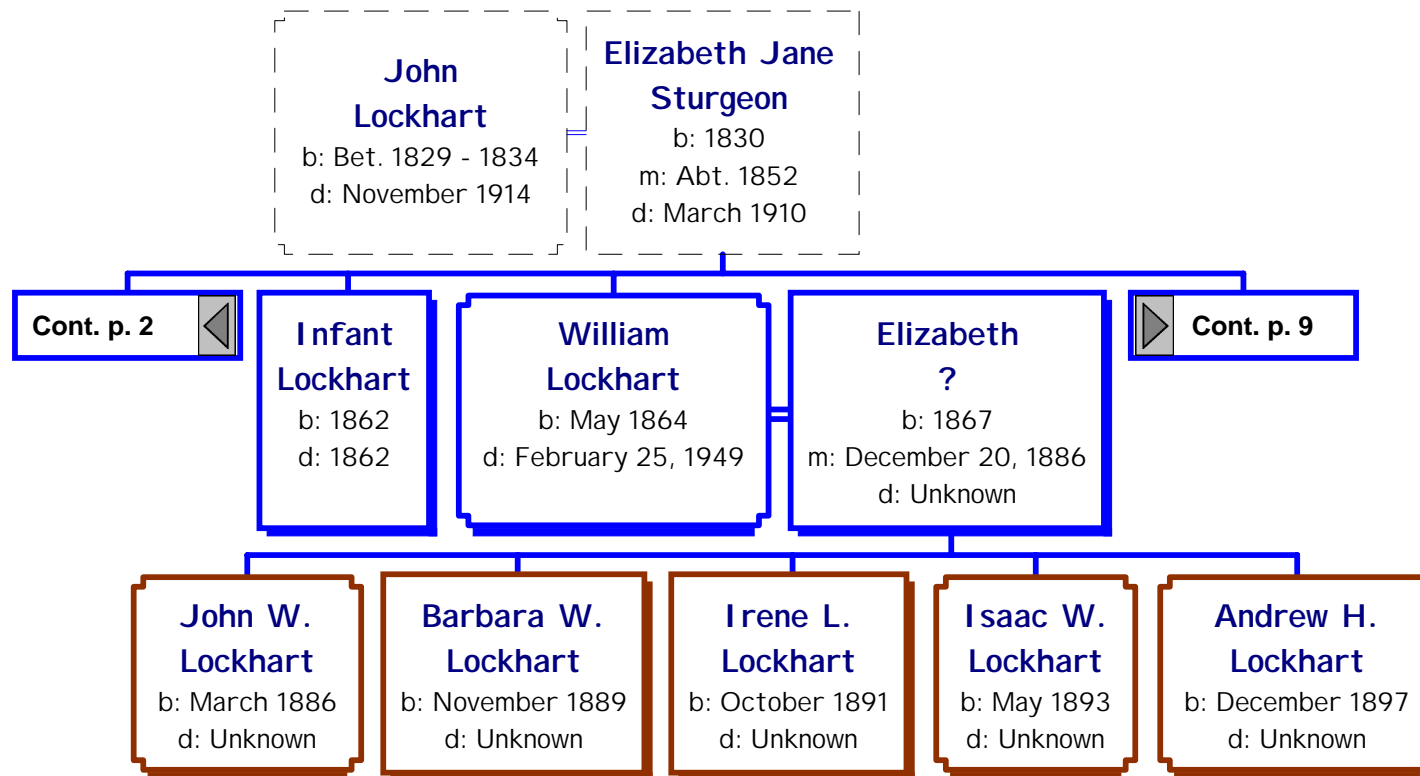 John
Lockhart
b: Bet. 1829 - 1834
d: November 1914
Elizabeth Jane
Sturgeon
b: 1830
m: Abt. 1852
d: March 1910
Cont. p. 2
Infant
Lockhart
b: 1862
d: 1862
William
Lockhart
b: May 1864
d: February 25, 1949
Elizabeth
?
b: 1867
m: December 20, 1886
d: Unknown
Cont. p. 9
John W.
Lockhart
b: March 1886
d: Unknown
Barbara W.
Lockhart
b: November 1889
d: Unknown
Irene L.
Lockhart
b: October 1891
d: Unknown
Isaac W.
Lockhart
b: May 1893
d: Unknown
Andrew H.
Lockhart
b: December 1897
d: Unknown